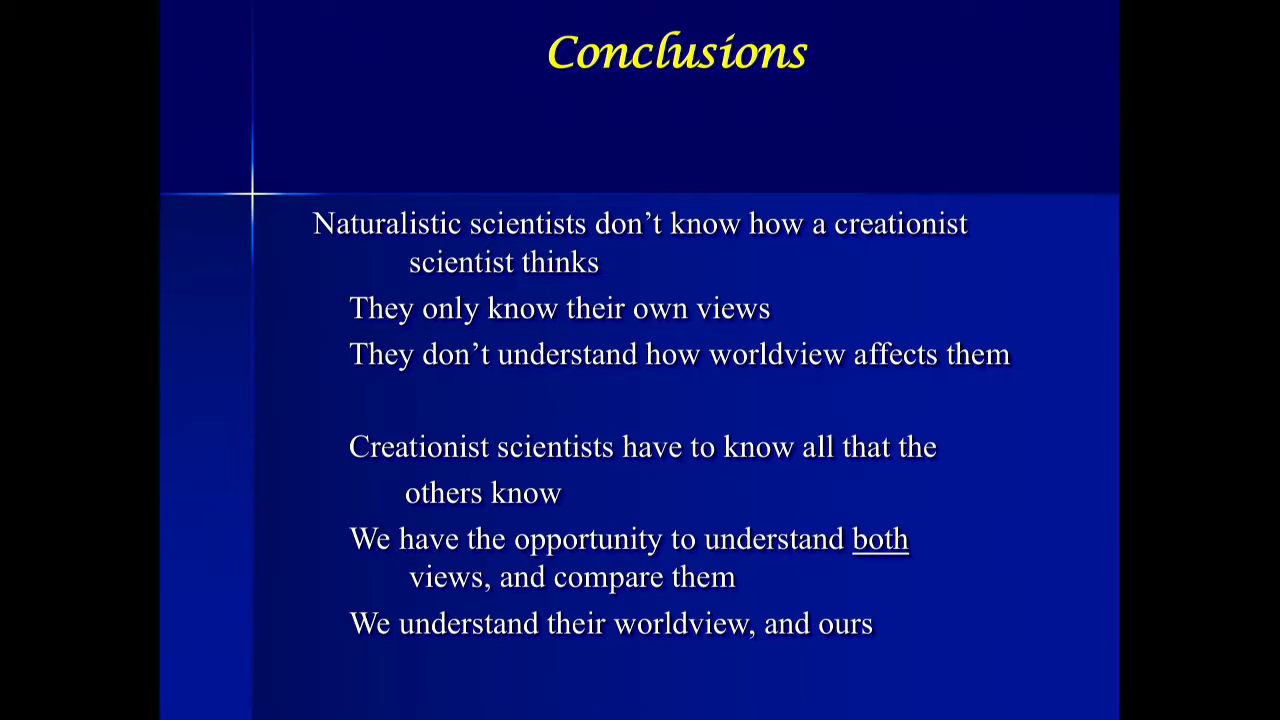 Conclusions
Naturalistic scientists don’t know how a creationist
scientist thinks
They only know their own views
They don’t understand how worldview affects them
Creationist scientists have to know all that the
others know
We have the opportunity to understand both
views, and compare them
We understand their worldview, and ours